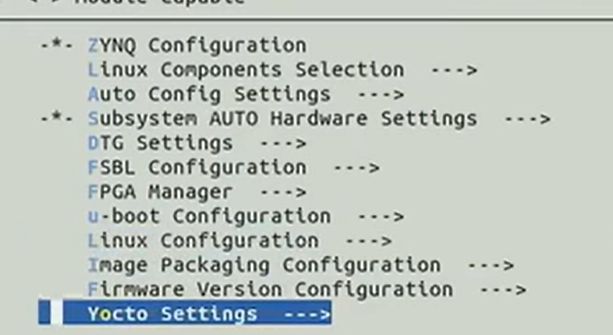 -*- ZYNQ Configuration
Linux Components Selection --->
Auto Config Settings --->
-*- Subsystem AUTO Hardware Settings --->
DTG Settings --->
FSBL Configuration --->
FPGA Manager --->
u-boot Configuration --->
Linux Configuration --->
Image Packaging Configuration --->
Firmware Version Configuration --->
Yocto Settings --->